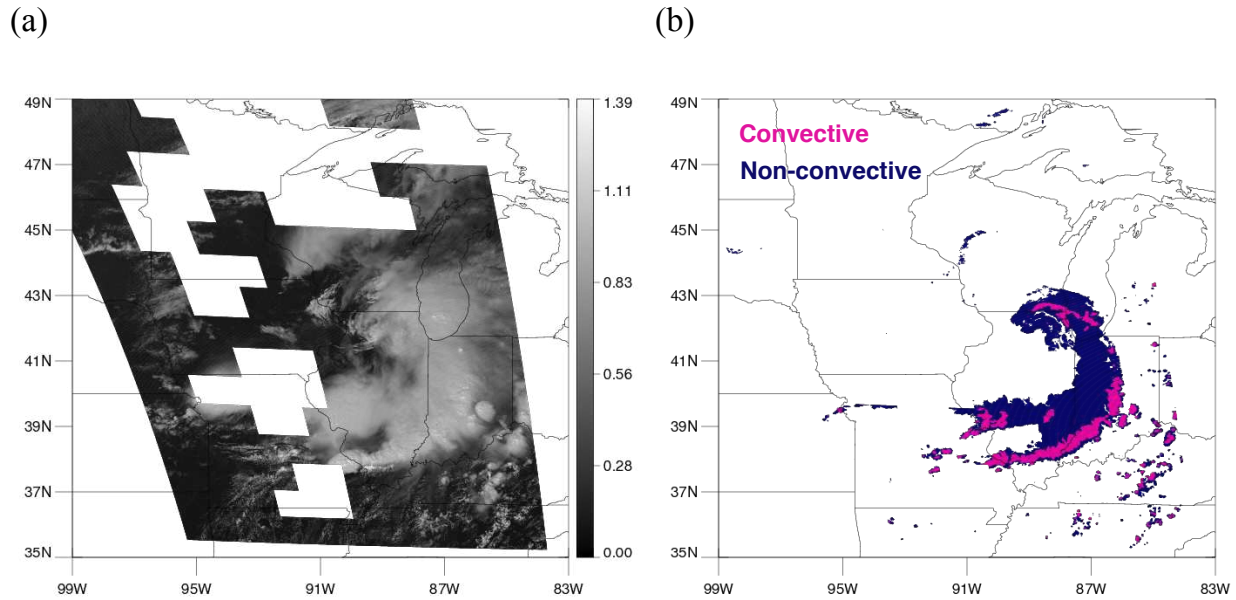 (a)
(b)
49N
47N
45N
43N
41N
39N
37N
35N
99W 95W 91W 87W 83W
1.39
1.11
0.83
0.56
0.28
0.00
Convective
Non-convective
49N
47N
45N
43N
41N
39N
37N
35N
99W 95W 91W 87W 83W